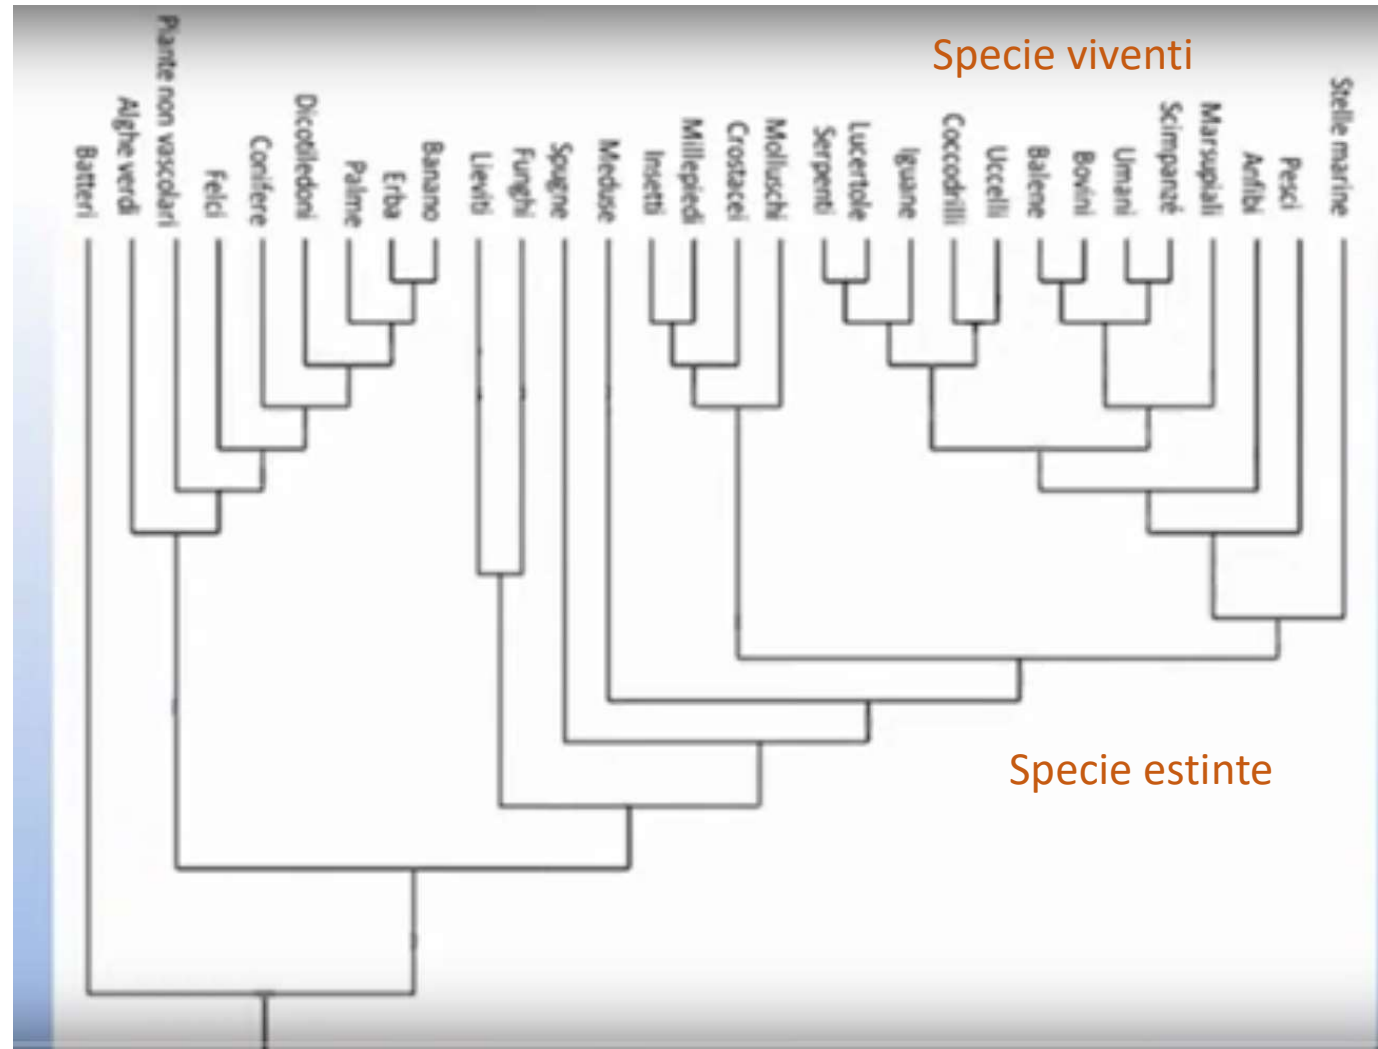 Specie viventi
Batteri
Alghe verdi
Piante non vascolari
Felci
Conifere
Dicotiledoni
Palme
Erba
Banano
Lieviti
Funghi
Spugne
Meduse
Insetti
Millepiedi
Crostacei
Molluschi
Serpenti
Lucertole
Iguane
Coccodrilli
Uccelli
Balene
Bovini
Umani
Scimpanzé
Marsupiali
Anfibi
Pesci
Stelle marine
Specie estinte